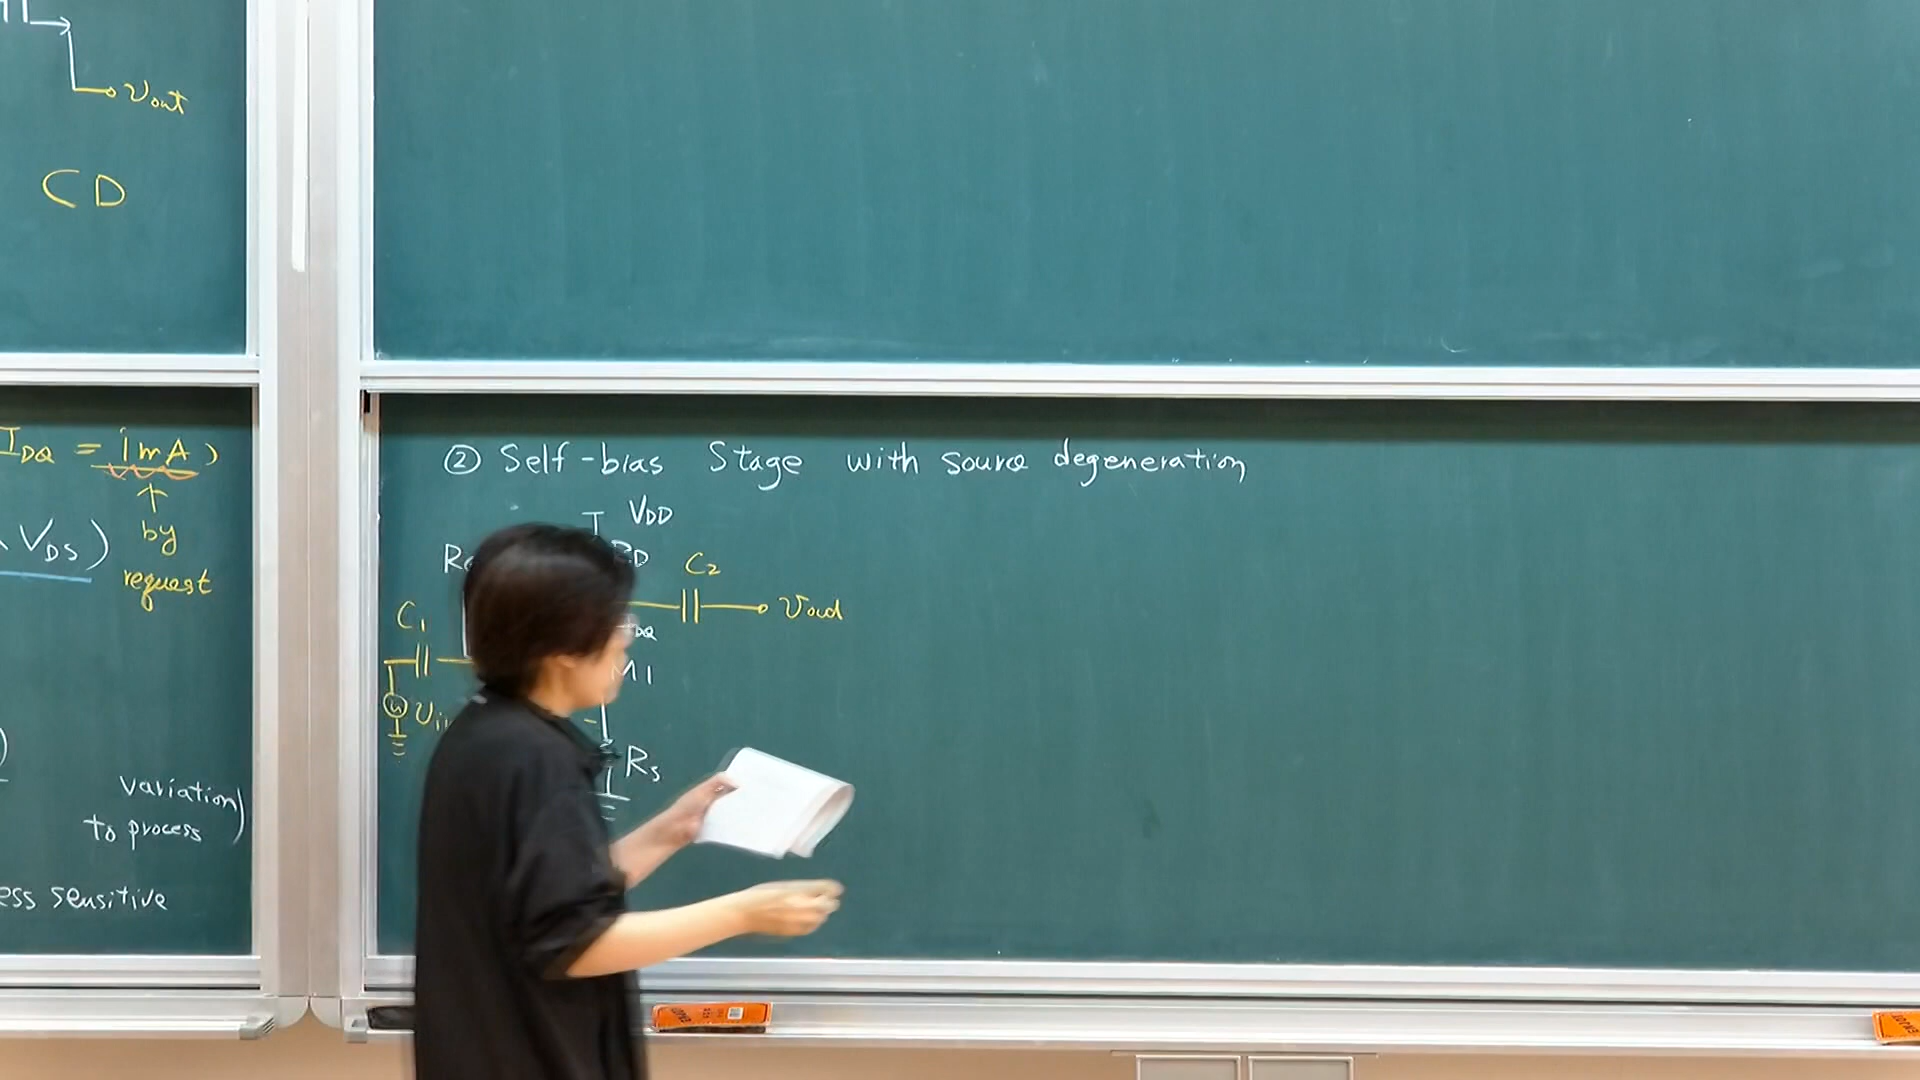 Vout
CD
IDQ = 1mA )
↑
by
request
VDS )
variation )
to process
sensitive
② Self-bias Stage with source degeneration
VDD
RD
C2
Vout
C1
M1
RS